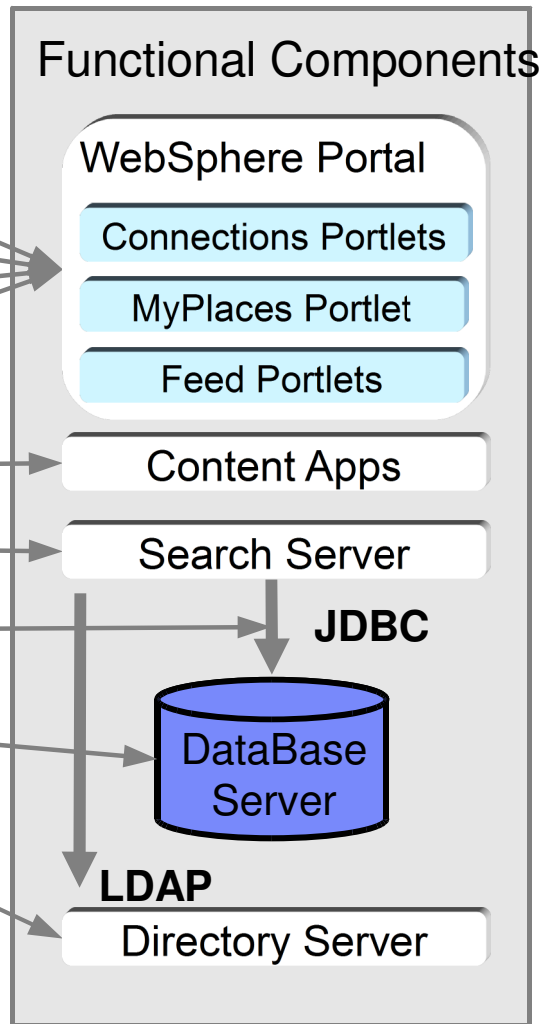 Functional Components
WebSphere Portal
Connections Portlets
MyPlaces Portlet
Feed Portlets
Content Apps
Search Server
JDBC
DataBase
Server
LDAP
Directory Server